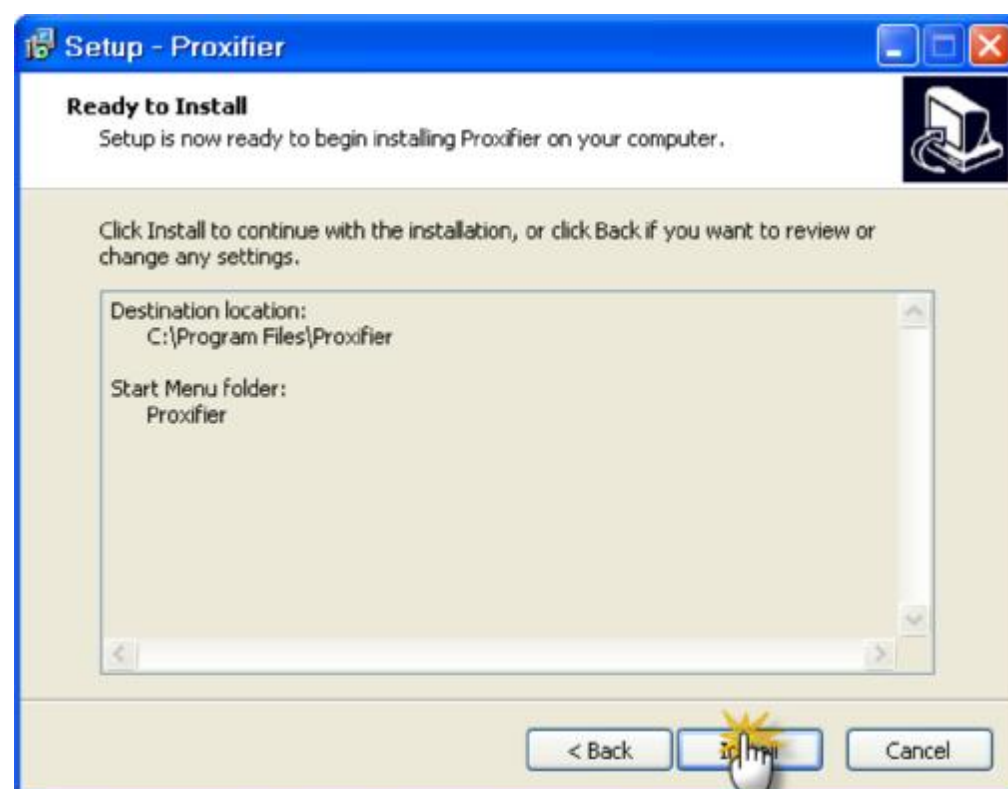 Setup - Proxifier
Ready to Install
Setup is now ready to begin installing Proxifier on your computer.
Click Install to continue with the installation, or click Back if you want to review or
change any settings.
Destination location:
C:\Program Files\Proxifier
Start Menu folder:
Proxifier
< Back
Cancel